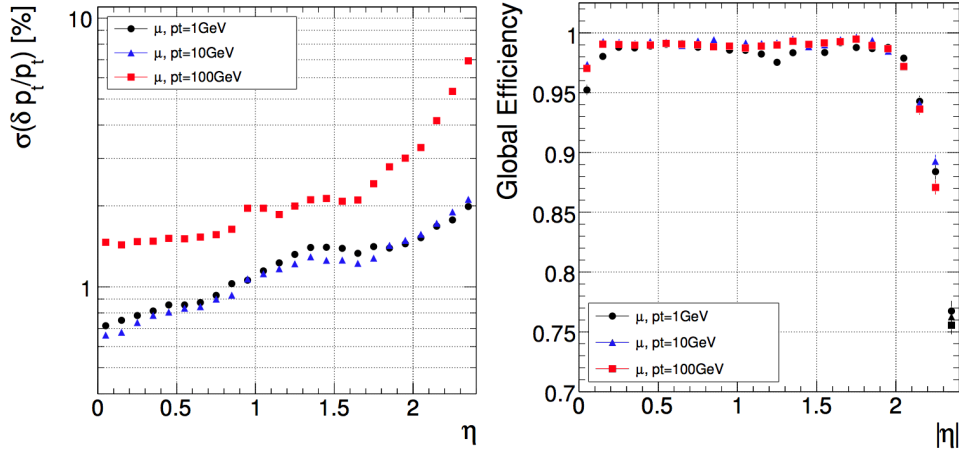 σ(δ pt/pt) [%]
10
1
μ, pt=1GeV
μ, pt=10GeV
μ, pt=100GeV
0 0.5 1 1.5 2
η
Global Efficiency
1
0.95
0.9
0.85
0.8
0.75
0.7
μ, pt=1GeV
μ, pt=10GeV
μ, pt=100GeV
0 0.5 1 1.5 2
|η|